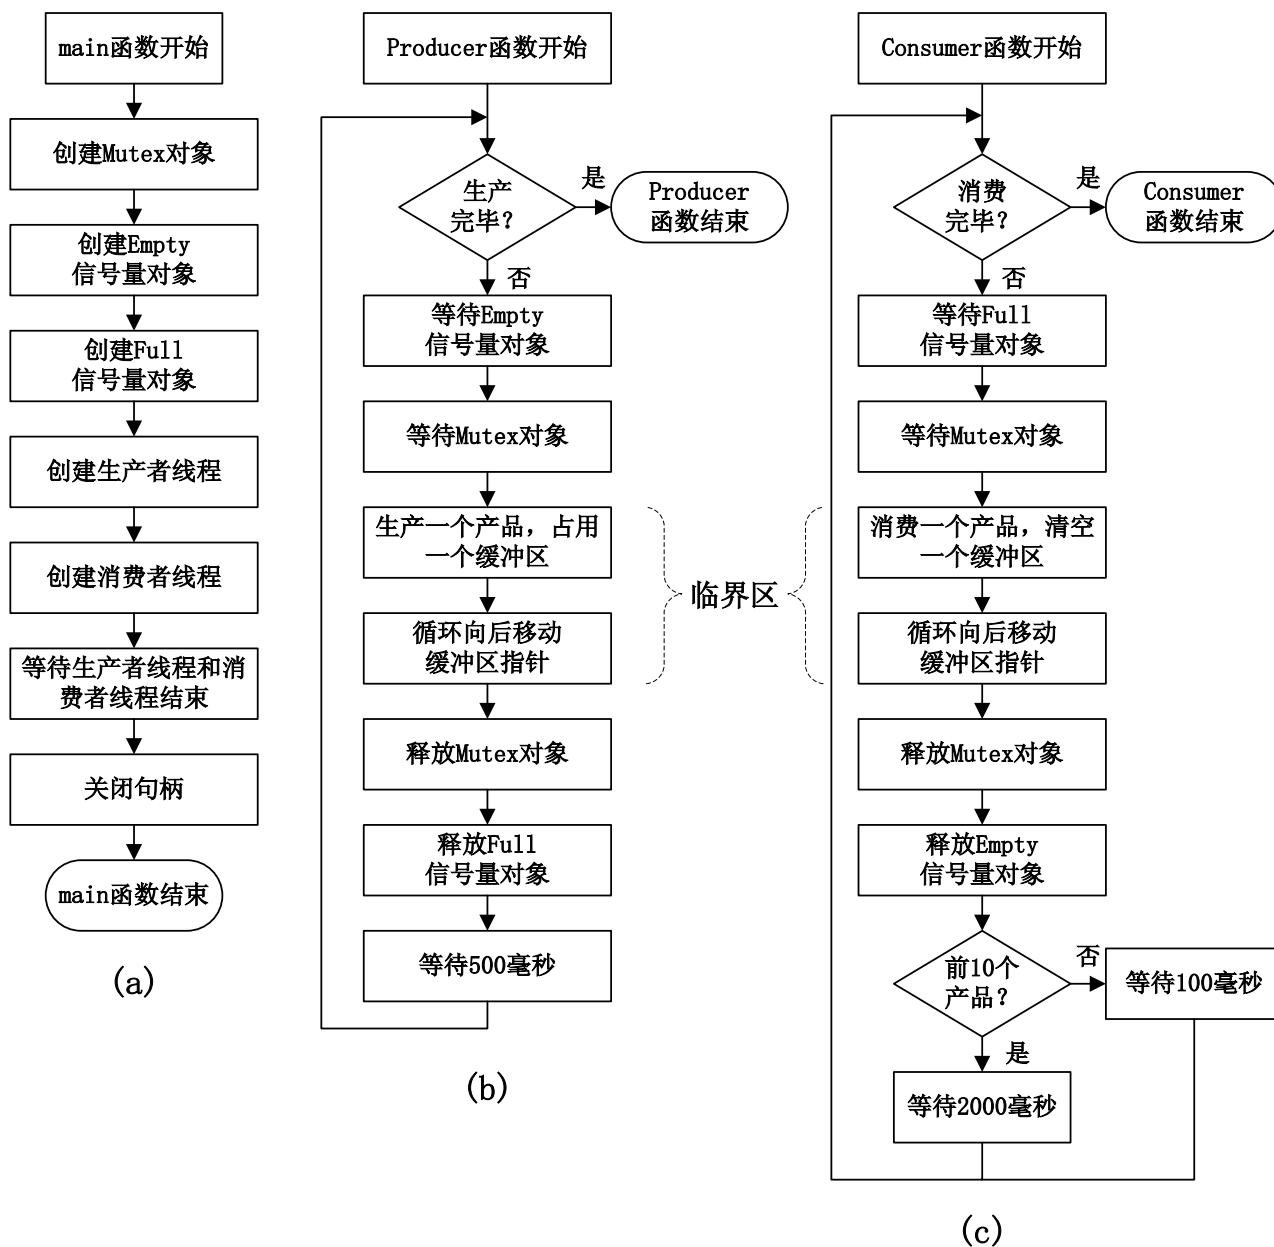 main函数开始
创建Mutex对象
创建Empty
信号量对象
创建Full
信号量对象
创建生产者线程
创建消费者线程
等待生产者线程和消
费者线程结束
关闭句柄
main函数结束
(a)
Producer函数开始
生产
完毕？
是
Producer
函数结束
否
等待Empty
信号量对象
等待Mutex对象
生产一个产品，占用
一个缓冲区
循环向后移动
缓冲区指针
释放Mutex对象
释放Full
信号量对象
等待500毫秒
(b)
临界区
Consumer函数开始
消费
完毕？
是
Consumer
函数结束
否
等待Full
信号量对象
等待Mutex对象
消费一个产品，清空
一个缓冲区
循环向后移动
缓冲区指针
释放Mutex对象
释放Empty
信号量对象
前10个
产品？
否
等待100毫秒
是
等待2000毫秒
(c)